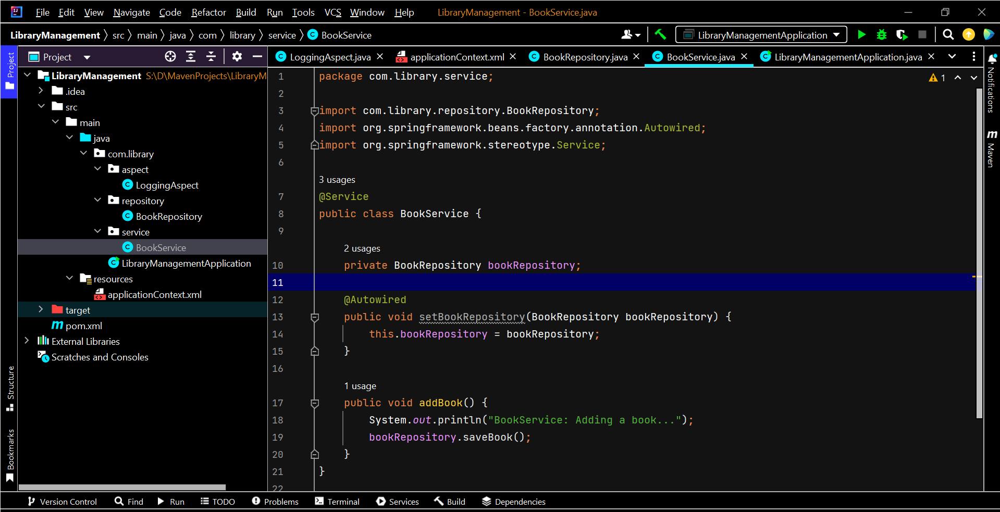 File Edit View Navigate Code Refactor Build Run Tools VCS Window Help LibraryManagement - BookService.java
LibraryManagement src main java com library service BookService LibraryManagementApplication
Project
LoggingAspect.java applicationContext.xml BookRepository.java BookService.java LibraryManagementApplication.java
Project
LibraryManagement S:\D\MavenProjects\LibraryM
.idea
src
main
java
com.library
aspect
LoggingAspect
repository
BookRepository
service
BookService
LibraryManagementApplication
resources
applicationContext.xml
target
pom.xml
External Libraries
Scratches and Consoles
Structure
Bookmarks
1 package com.library.service;
2
3 import com.library.repository.BookRepository;
4 import org.springframework.beans.factory.annotation.Autowired;
5 import org.springframework.stereotype.Service;
6
3 usages
7 @Service
8 public class BookService {
9
2 usages
10 private BookRepository bookRepository;
11
12 @Autowired
13 public void setBookRepository(BookRepository bookRepository) {
14 this.bookRepository = bookRepository;
15 }
16
1 usage
17 public void addBook() {
18 System.out.println("BookService: Adding a book...");
19 bookRepository.saveBook();
20 }
21 }
22
1
Notifications
m
Maven
Version Control Find Run TODO Problems Terminal Services Build Dependencies